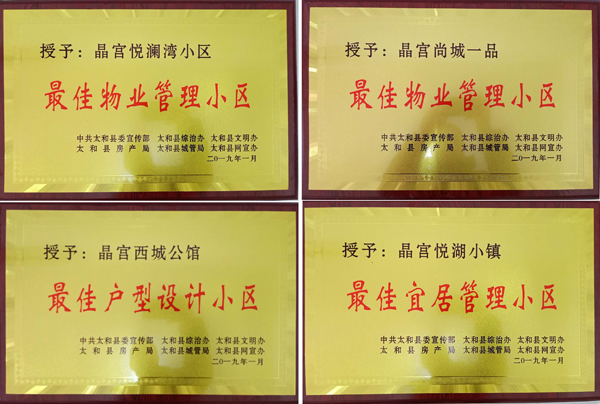 授予：晶宫悦澜湾小区
最佳物业管理小区
中共太和县委宣传部 太和县综治办 太和县文明办
太和县房产局 太和县城管局 太和县网宣办
二〇一九年一月
授予：晶宫尚城一品
最佳物业管理小区
中共太和县委宣传部 太和县综治办 太和县文明办
太和县房产局 太和县城管局 太和县网宣办
二〇一九年一月
授予：晶宫西城公馆
最佳户型设计小区
中共太和县委宣传部 太和县综治办 太和县文明办
太和县房产局 太和县城管局 太和县网宣办
二〇一九年一月
授予：晶宫悦湖小镇
最佳宜居管理小区
中共太和县委宣传部 太和县综治办 太和县文明办
太和县房产局 太和县城管局 太和县网宣办
二〇一九年一月